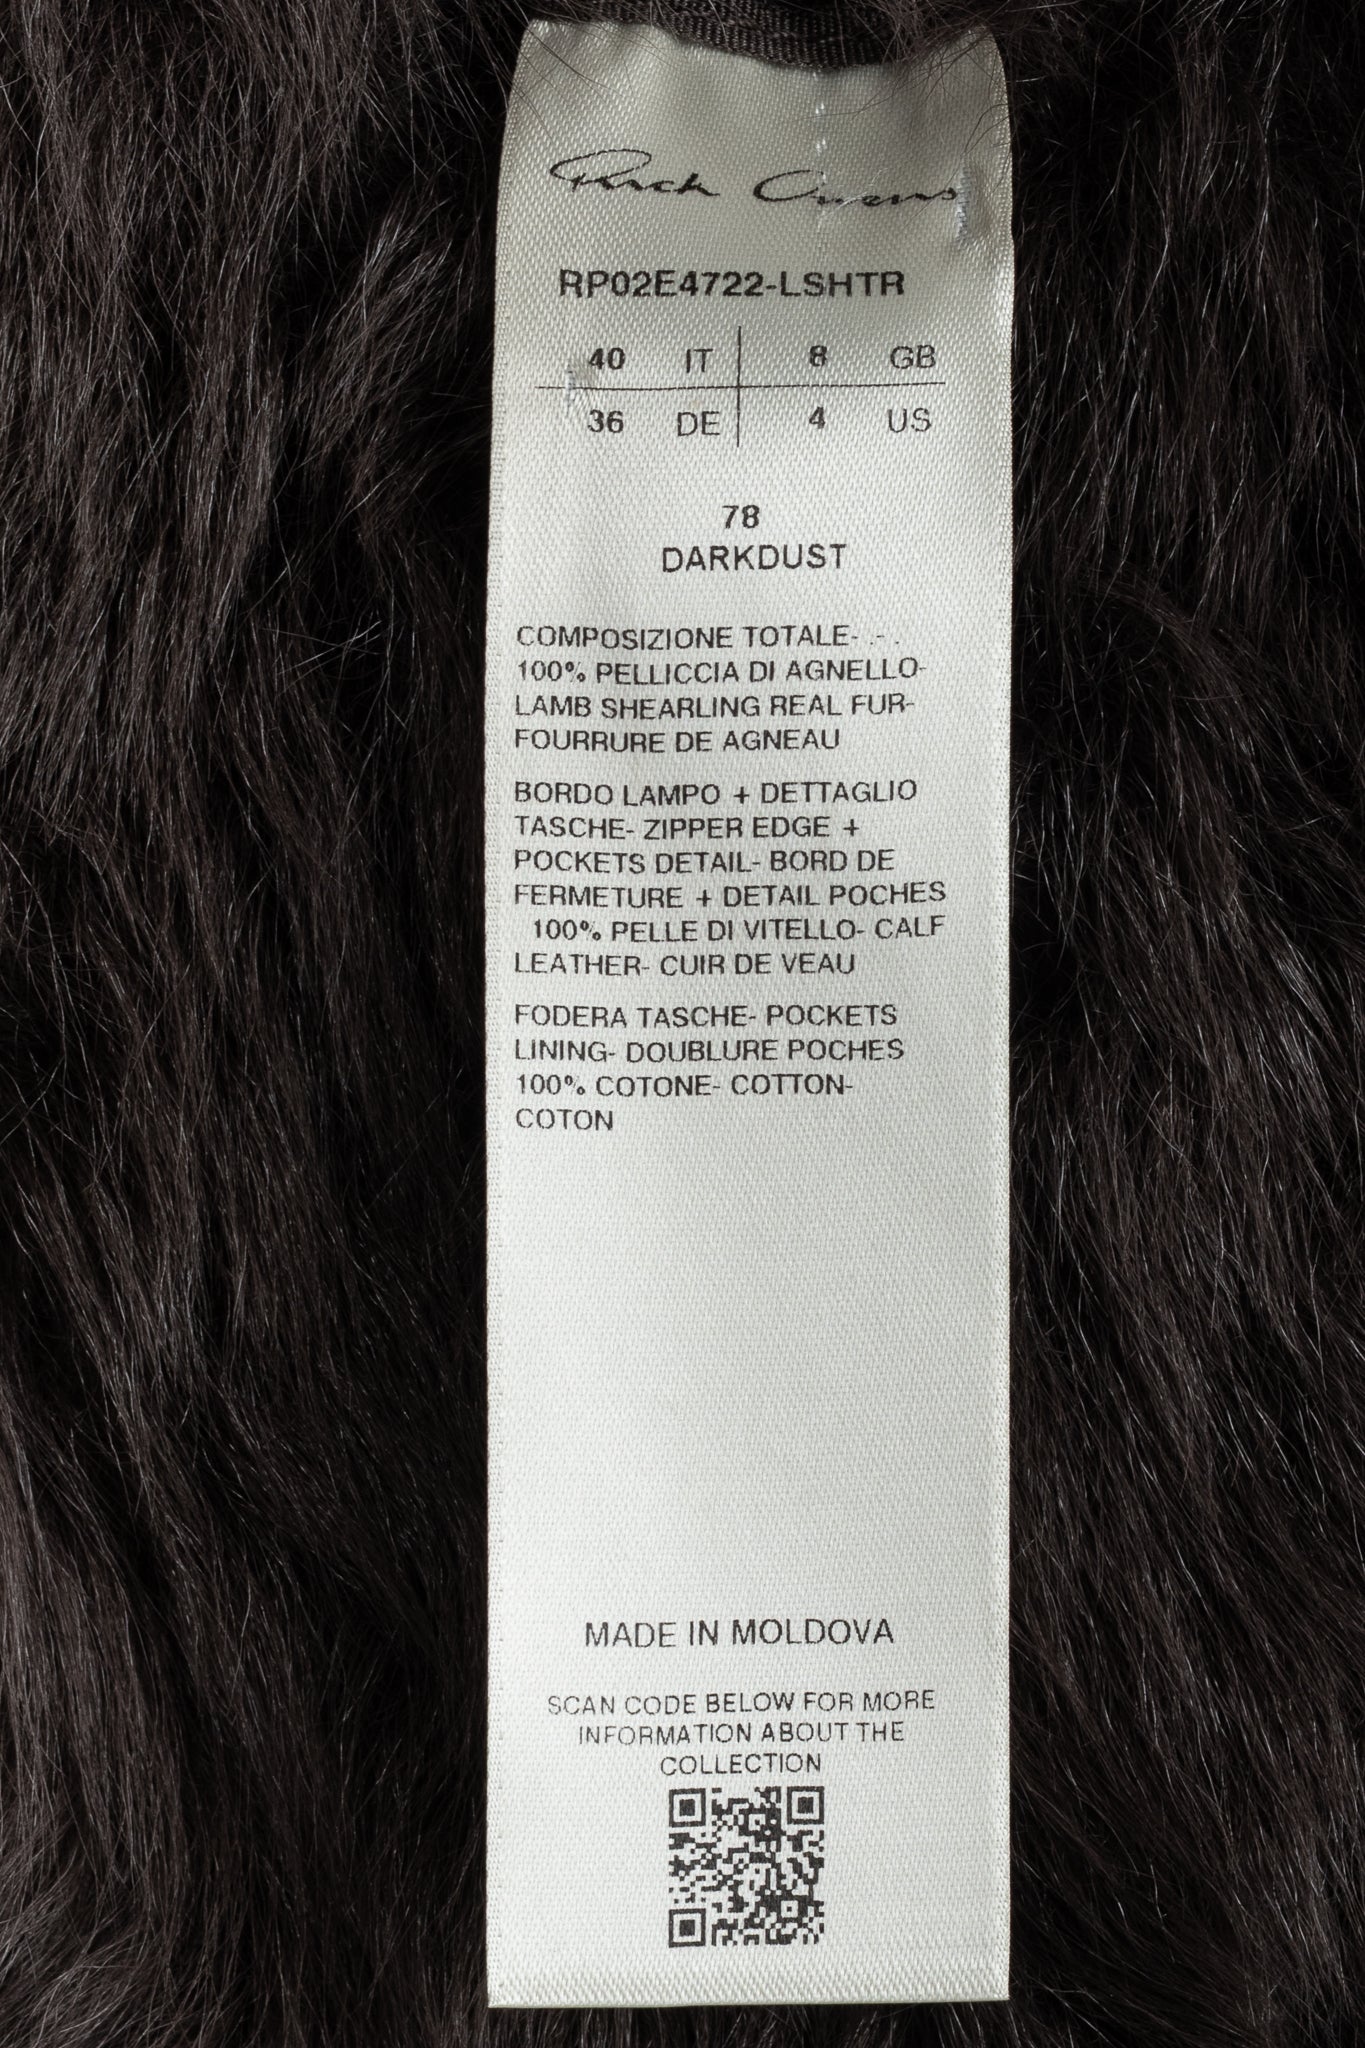 Rick Owens
RP02E4722-LSHTR
40 IT 8 GB
36 DE 4 US
78
DARKDUST
COMPOSIZIONE TOTALE- .- .
100% PELLICCIA DI AGNELLO-
LAMB SHEARLING REAL FUR-
FOURRURE DE AGNEAU
BORDO LAMPO + DETTAGLIO
TASCHE- ZIPPER EDGE +
POCKETS DETAIL- BORD DE
FERMETURE + DETAIL POCHES
100% PELLE DI VITELLO- CALF
LEATHER- CUIR DE VEAU
FODERA TASCHE- POCKETS
LINING- DOUBLURE POCHES
100% COTONE- COTTON-
COTON
MADE IN MOLDOVA
SCAN CODE BELOW FOR MORE
INFORMATION ABOUT THE
COLLECTION